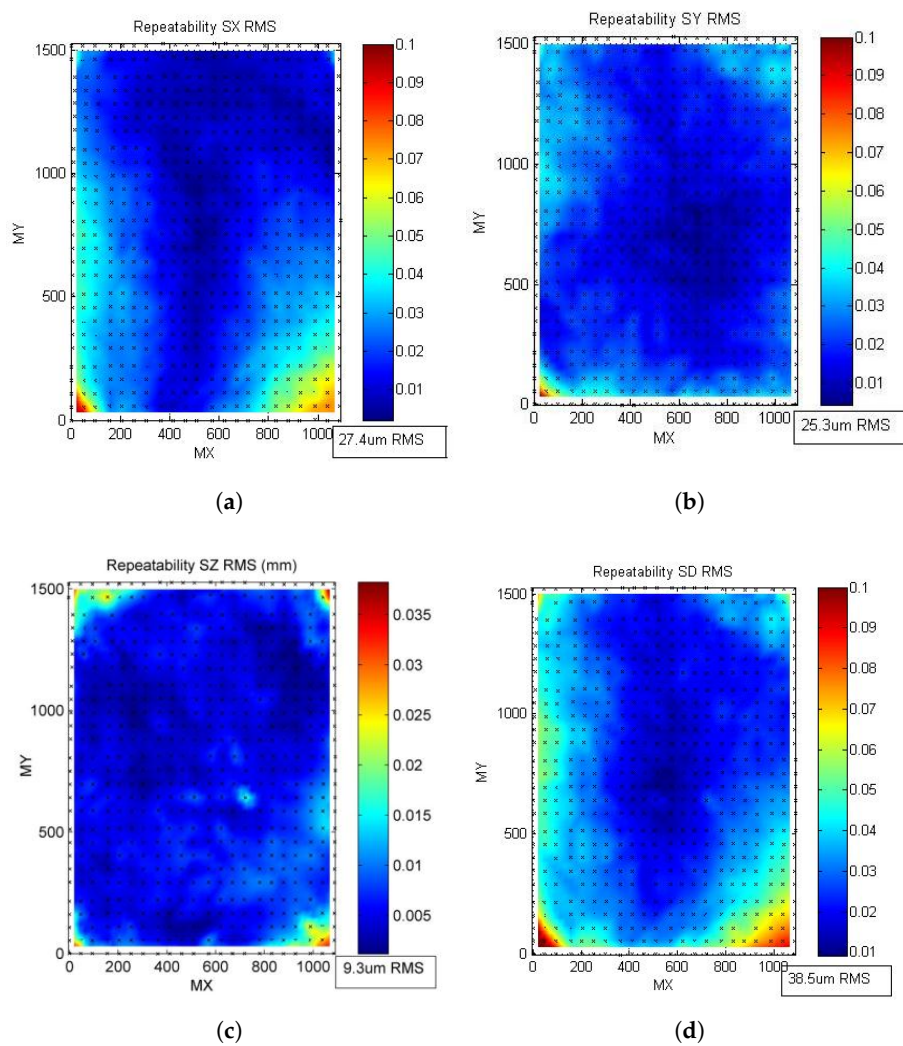 Repeatability SX RMS
1500
1000
500
0
MY
0 200 400 600 800 1000
MX
0.1
0.09
0.08
0.07
0.06
0.05
0.04
0.03
0.02
0.01
27.4um RMS
(a)
Repeatability SY RMS
1500
1000
500
0
MY
0 200 400 600 800 1000
MX
0.1
0.09
0.08
0.07
0.06
0.05
0.04
0.03
0.02
0.01
25.3um RMS
(b)
Repeatability SZ RMS (mm)
1500
1000
500
0
MY
0 200 400 600 800 1000
MX
0.035
0.03
0.025
0.02
0.015
0.01
0.005
9.3um RMS
(c)
Repeatability SD RMS
1500
1000
500
0
MY
0 200 400 600 800 1000
MX
0.1
0.09
0.08
0.07
0.06
0.05
0.04
0.03
0.02
0.01
38.5um RMS
(d)